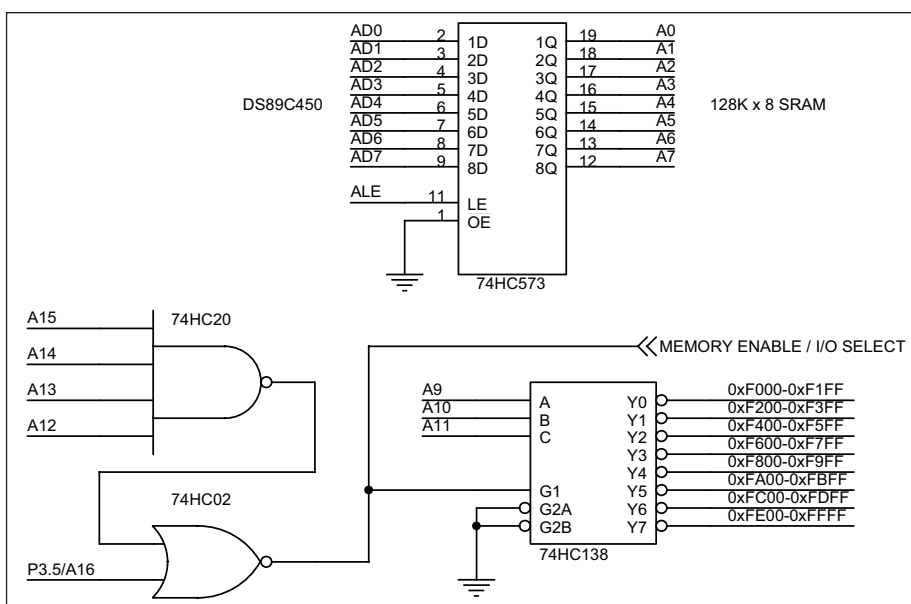 AD0 2 1D 1Q 19 A0
AD1 3 2D 2Q 18 A1
AD2 4 3D 3Q 17 A2
AD3 5 4D 4Q 16 A3
AD4 6 5D 5Q 15 A4
AD5 7 6D 6Q 14 A5
AD6 8 7D 7Q 13 A6
AD7 9 8D 8Q 12 A7
DS89C450
128K x 8 SRAM
ALE 11 LE
1 OE
74HC573
74HC20
A15
A14
A13
A12
MEMORY ENABLE / I/O SELECT
A9 A Y0 0xF000-0xF1FF
A10 B Y1 0xF200-0xF3FF
A11 C Y2 0xF400-0xF5FF
Y3 0xF600-0xF7FF
Y4 0xF800-0xF9FF
G1 Y5 0xFA00-0xFBFF
G2A Y6 0xFC00-0xFDFF
G2B Y7 0xFE00-0xFFFF
74HC138
74HC02
P3.5/A16